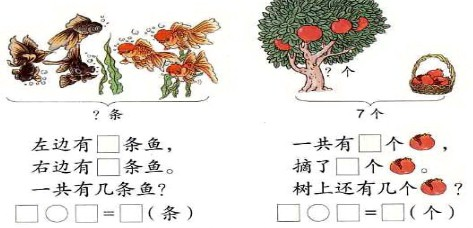 ? 条
左边有□条鱼，
右边有□条鱼。
一共有几条鱼？
□○□=□(条)
? 个
7个
一共有□个，
摘了□个。
树上还有几个？
□○□=□(个)